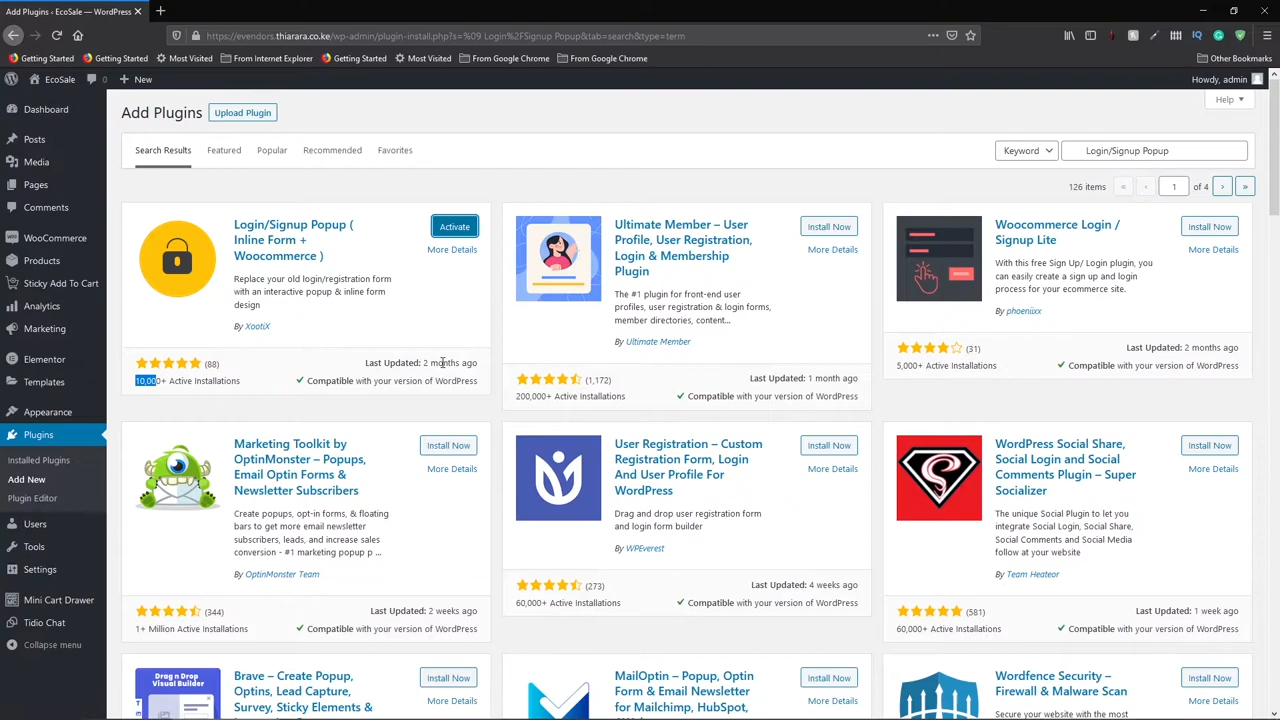 Add Plugins ‹ EcoSale — WordPress
https://evendors.thiarara.co.ke/wp-admin/plugin-install.php?s=%09 Login%2FSignup Popup&tab=search&type=term
Getting Started
Getting Started
Most Visited
From Internet Explorer
Getting Started
Most Visited
From Google Chrome
From Google Chrome
Other Bookmarks
EcoSale
0
New
Howdy, admin
Dashboard
Posts
Media
Pages
Comments
WooCommerce
Products
Sticky Add To Cart
Analytics
Marketing
Elementor
Templates
Appearance
Plugins
Installed Plugins
Add New
Plugin Editor
Users
Tools
Settings
Mini Cart Drawer
Tidio Chat
Collapse menu
Add Plugins
Upload Plugin
Help
Search Results
Featured
Popular
Recommended
Favorites
Keyword
Login/Signup Popup
126 items
«
‹
1
of 4
›
»
Login/Signup Popup (
Inline Form +
Woocommerce )
Activate
More Details
Replace your old login/registration form
with an interactive popup & inline form
design
By XootiX
(88)
Last Updated: 2 months ago
10,000+ Active Installations
Compatible with your version of WordPress
Ultimate Member – User
Profile, User Registration,
Login & Membership
Plugin
Install Now
More Details
The #1 plugin for front-end user
profiles, user registration & login forms,
member directories, content...
By Ultimate Member
(1,172)
Last Updated: 1 month ago
200,000+ Active Installations
Compatible with your version of WordPress
Woocommerce Login /
Signup Lite
Install Now
More Details
With this free Sign Up/ Login plugin, you
can easily create a sign up and login
process for your ecommerce site.
By phoeniixx
(31)
Last Updated: 2 months ago
5,000+ Active Installations
Compatible with your version of WordPress
Marketing Toolkit by
OptinMonster – Popups,
Email Optin Forms &
Newsletter Subscribers
Install Now
More Details
Create popups, opt-in forms, & floating
bars to get more email newsletter
subscribers, leads, and increase sales
conversion - #1 marketing popup p ...
By OptinMonster Team
(344)
Last Updated: 2 weeks ago
1+ Million Active Installations
Compatible with your version of WordPress
User Registration – Custom
Registration Form, Login
And User Profile For
WordPress
Install Now
More Details
Drag and drop user registration form
and login form builder
By WPEverest
(273)
Last Updated: 4 weeks ago
60,000+ Active Installations
Compatible with your version of WordPress
WordPress Social Share,
Social Login and Social
Comments Plugin – Super
Socializer
Install Now
More Details
The unique Social Plugin to let you
integrate Social Login, Social Share,
Social Comments and Social Media
follow at your website
By Team Heateor
(581)
Last Updated: 1 week ago
60,000+ Active Installations
Compatible with your version of WordPress
Drag n Drop
Visual Builder
Brave – Create Popup,
Optins, Lead Capture,
Survey, Sticky Elements &
Install Now
More Details
MailOptin – Popup, Optin
Form & Email Newsletter
for Mailchimp, HubSpot,
Install Now
More Details
Wordfence Security –
Firewall & Malware Scan
Install Now
More Details
Secure your website with the most